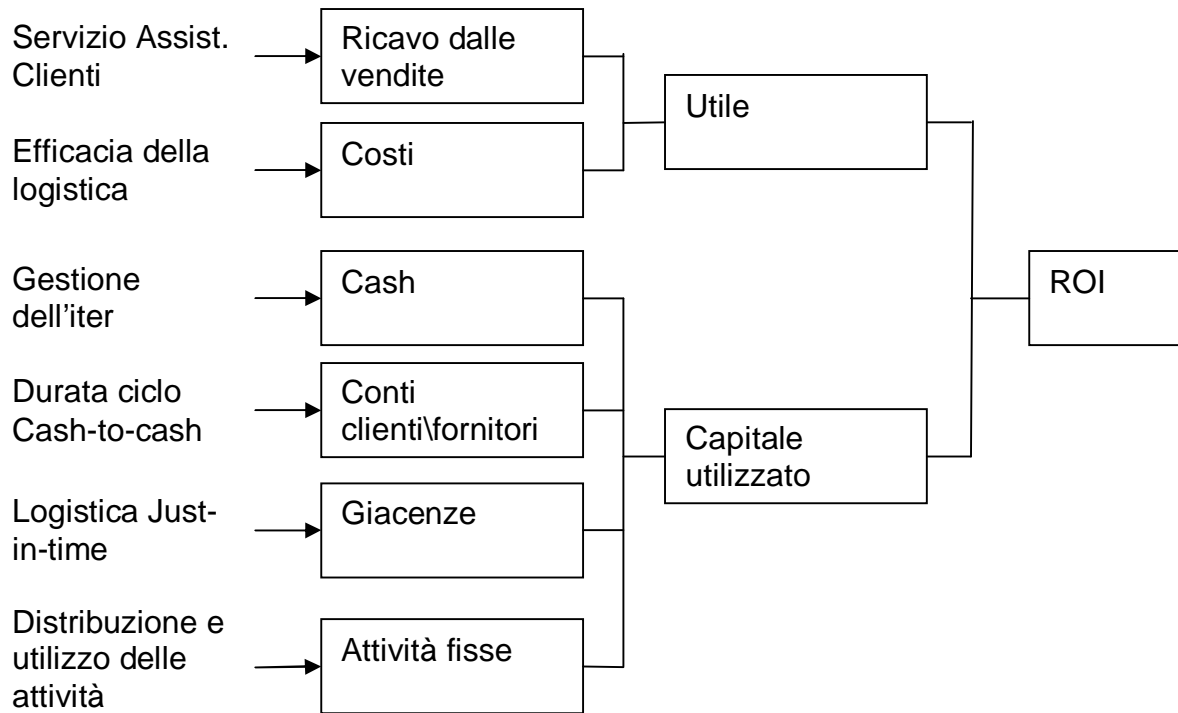 Servizio Assist.
Clienti
Ricavo dalle
vendite
Utile
Efficacia della
logistica
Costi
Gestione
dell’iter
Cash
ROI
Durata ciclo
Cash-to-cash
Conti
clienti\fornitori
Capitale
utilizzato
Logistica Just-
in-time
Giacenze
Distribuzione e
utilizzo delle
attività
Attività fisse